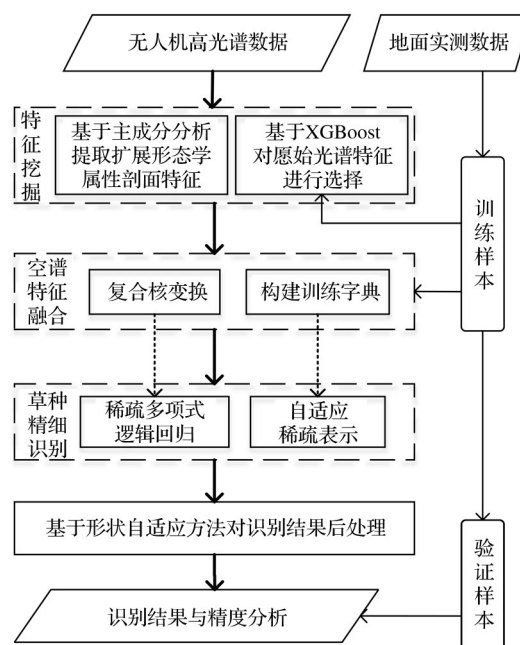 无人机高光谱数据
地面实测数据
特征挖掘
基于主成分分析
提取扩展形态学
属性剖面特征
基于XGBoost
对愿始光谱特征
进行选择
训练样本
空谱
特征
融合
复合核变换
构建训练字典
草种
精细
识别
稀疏多项式
逻辑回归
自适应
稀疏表示
基于形状自适应方法对识别结果后处理
验证样本
识别结果与精度分析